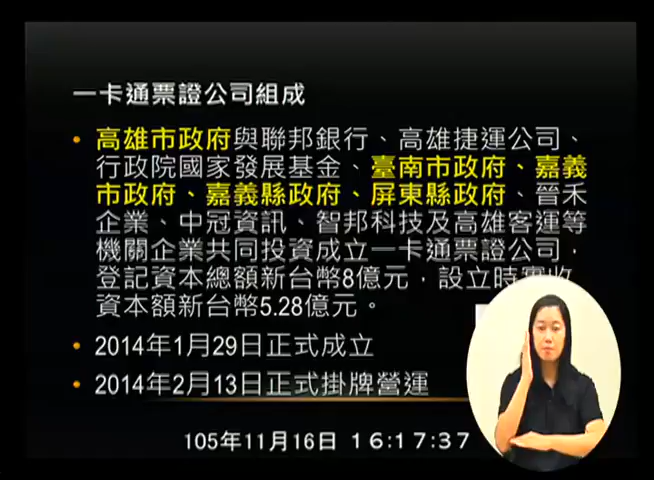 一卡通票證公司組成
• 高雄市政府與聯邦銀行、高雄捷運公司、
行政院國家發展基金、臺南市政府、嘉義
市政府、嘉義縣政府、屏東縣政府、晉禾
企業、中冠資訊、智邦科技及高雄客運等
機關企業共同投資成立一卡通票證公司，
登記資本總額新台幣8億元，設立時實收
資本額新台幣5.28億元。
• 2014年1月29日正式成立
• 2014年2月13日正式掛牌營運
105年11月16日 16:17:37